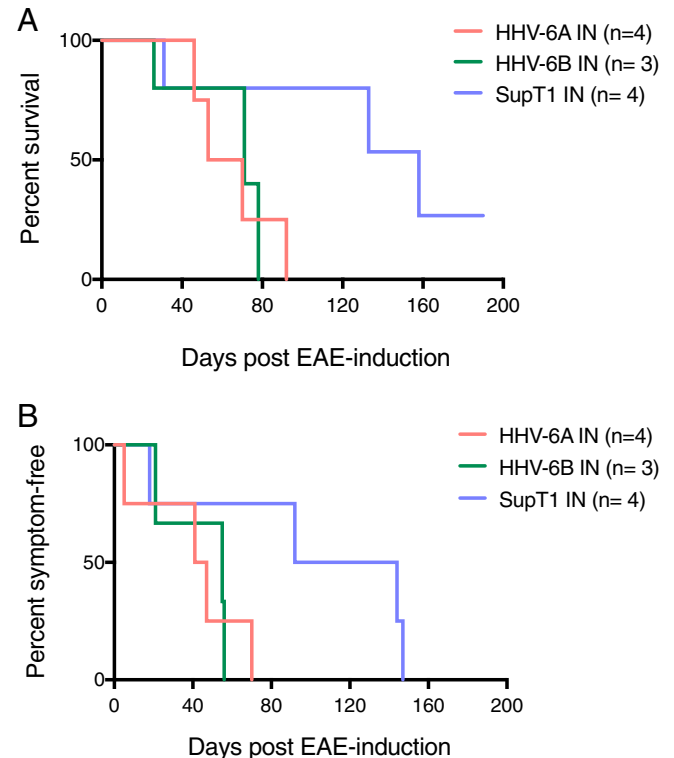 A
HHV-6A IN (n=4)
HHV-6B IN (n= 3)
SupT1 IN (n= 4)
Percent survival
100
50
0
0 40 80 120 160 200
Days post EAE-induction
B
HHV-6A IN (n=4)
HHV-6B IN (n= 3)
SupT1 IN (n= 4)
Percent symptom-free
100
50
0
0 40 80 120 160 200
Days post EAE-induction